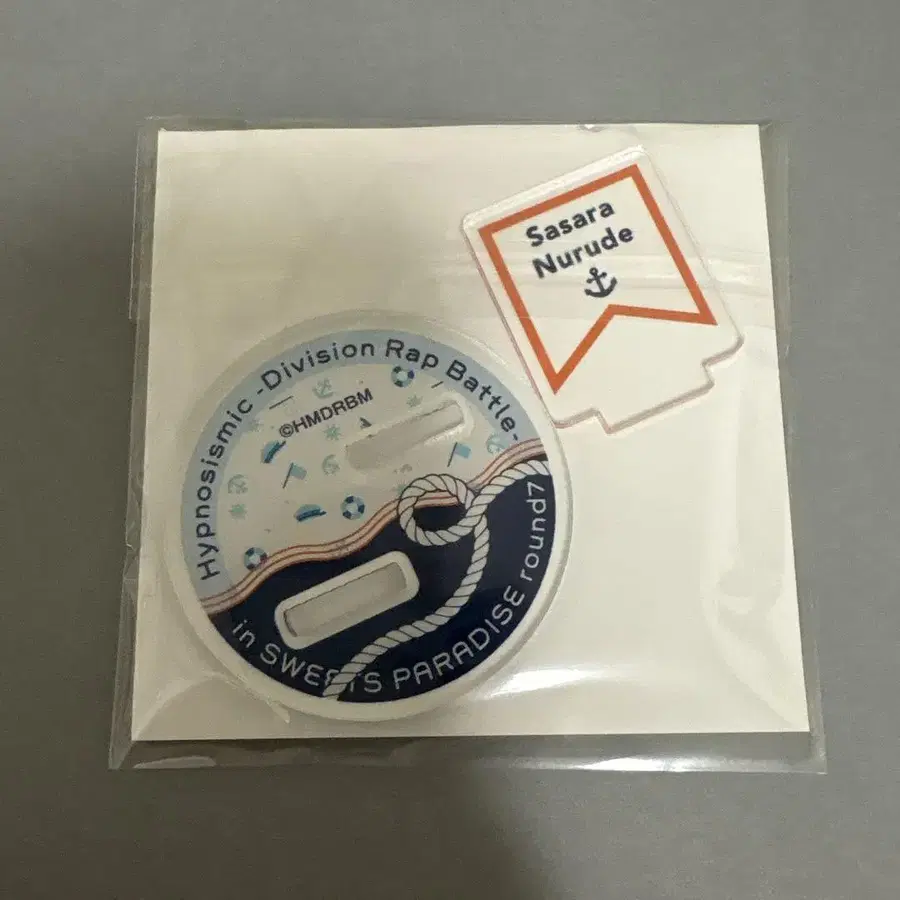 Sasara
Nurude
Hypnosismic -Division Rap Battle-
©HMDRBM
in SWEETS PARADISE round7